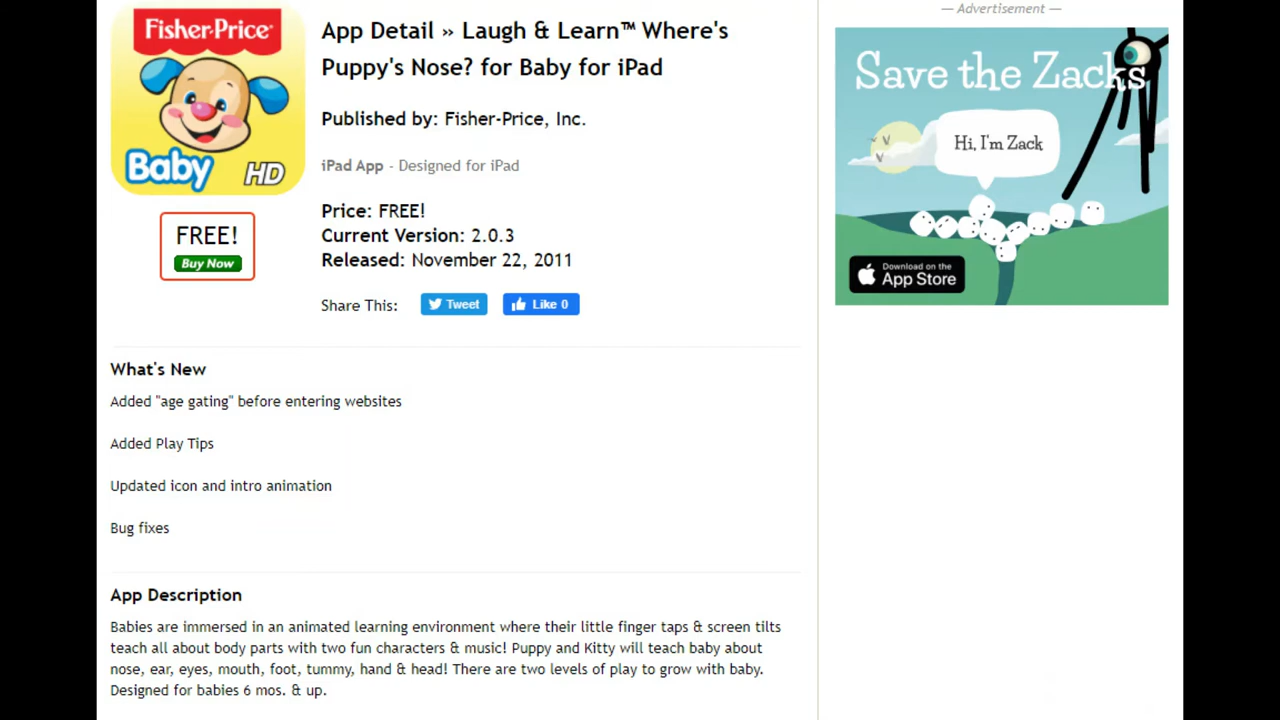 Fisher-Price®
Baby HD
FREE!
Buy Now
App Detail » Laugh & Learn™ Where's
Puppy's Nose? for Baby for iPad
Published by: Fisher-Price, Inc.
iPad App - Designed for iPad
Price: FREE!
Current Version: 2.0.3
Released: November 22, 2011
Share This: Tweet Like 0
What's New
Added "age gating" before entering websites
Added Play Tips
Updated icon and intro animation
Bug fixes
App Description
Babies are immersed in an animated learning environment where their little finger taps & screen tilts
teach all about body parts with two fun characters & music! Puppy and Kitty will teach baby about
nose, ear, eyes, mouth, foot, tummy, hand & head! There are two levels of play to grow with baby.
Designed for babies 6 mos. & up.
— Advertisement —
Save the Zacks
Hi, I'm Zack
Download on the
App Store